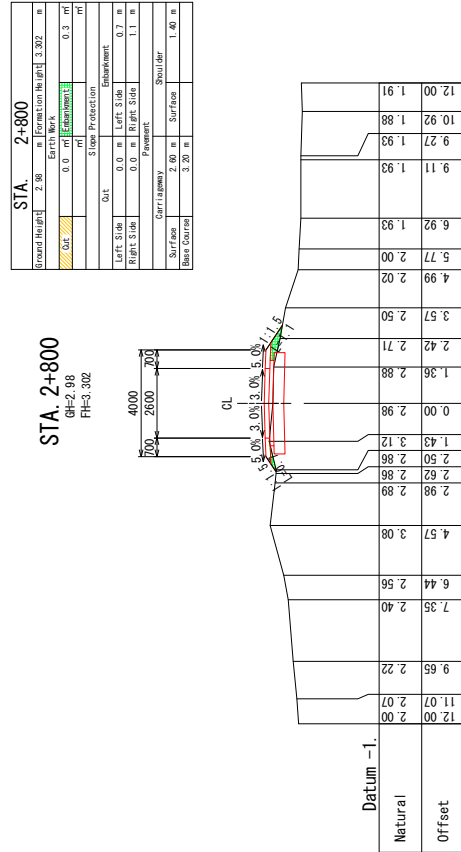 STA. 2+800
Ground Height 2.98 m Formation Height 3.302 m
Earth Work
Cut 0.0 ㎡ Embankment 0.3 ㎡
㎡ ㎡
Slope Protection
Cut Embankment
Left Side 0.0 m Left Side 0.7 m
Right Side 0.0 m Right Side 1.1 m
Pavement
Carriageway Shoulder
Surface 2.60 m Surface 1.40 m
Base Course 3.20 m
STA. 2+800
GH=2.98
FH=3.302
4000
700 2600 700
CL
5.0% 3.0% 3.0% 5.0%
1:1.5
Datum -1.
Natural 2.00 2.07 2.22 2.40 2.56 3.08 2.89 2.86 2.86 3.12 2.98 2.88 2.71 2.50 2.02 2.00 1.93 1.93 1.93 1.88 1.91
Offset 12.00 11.07 9.65 7.35 6.44 4.57 2.98 2.62 2.50 1.43 0.00 1.36 2.42 3.57 4.99 5.77 6.92 9.11 9.27 10.92 12.00